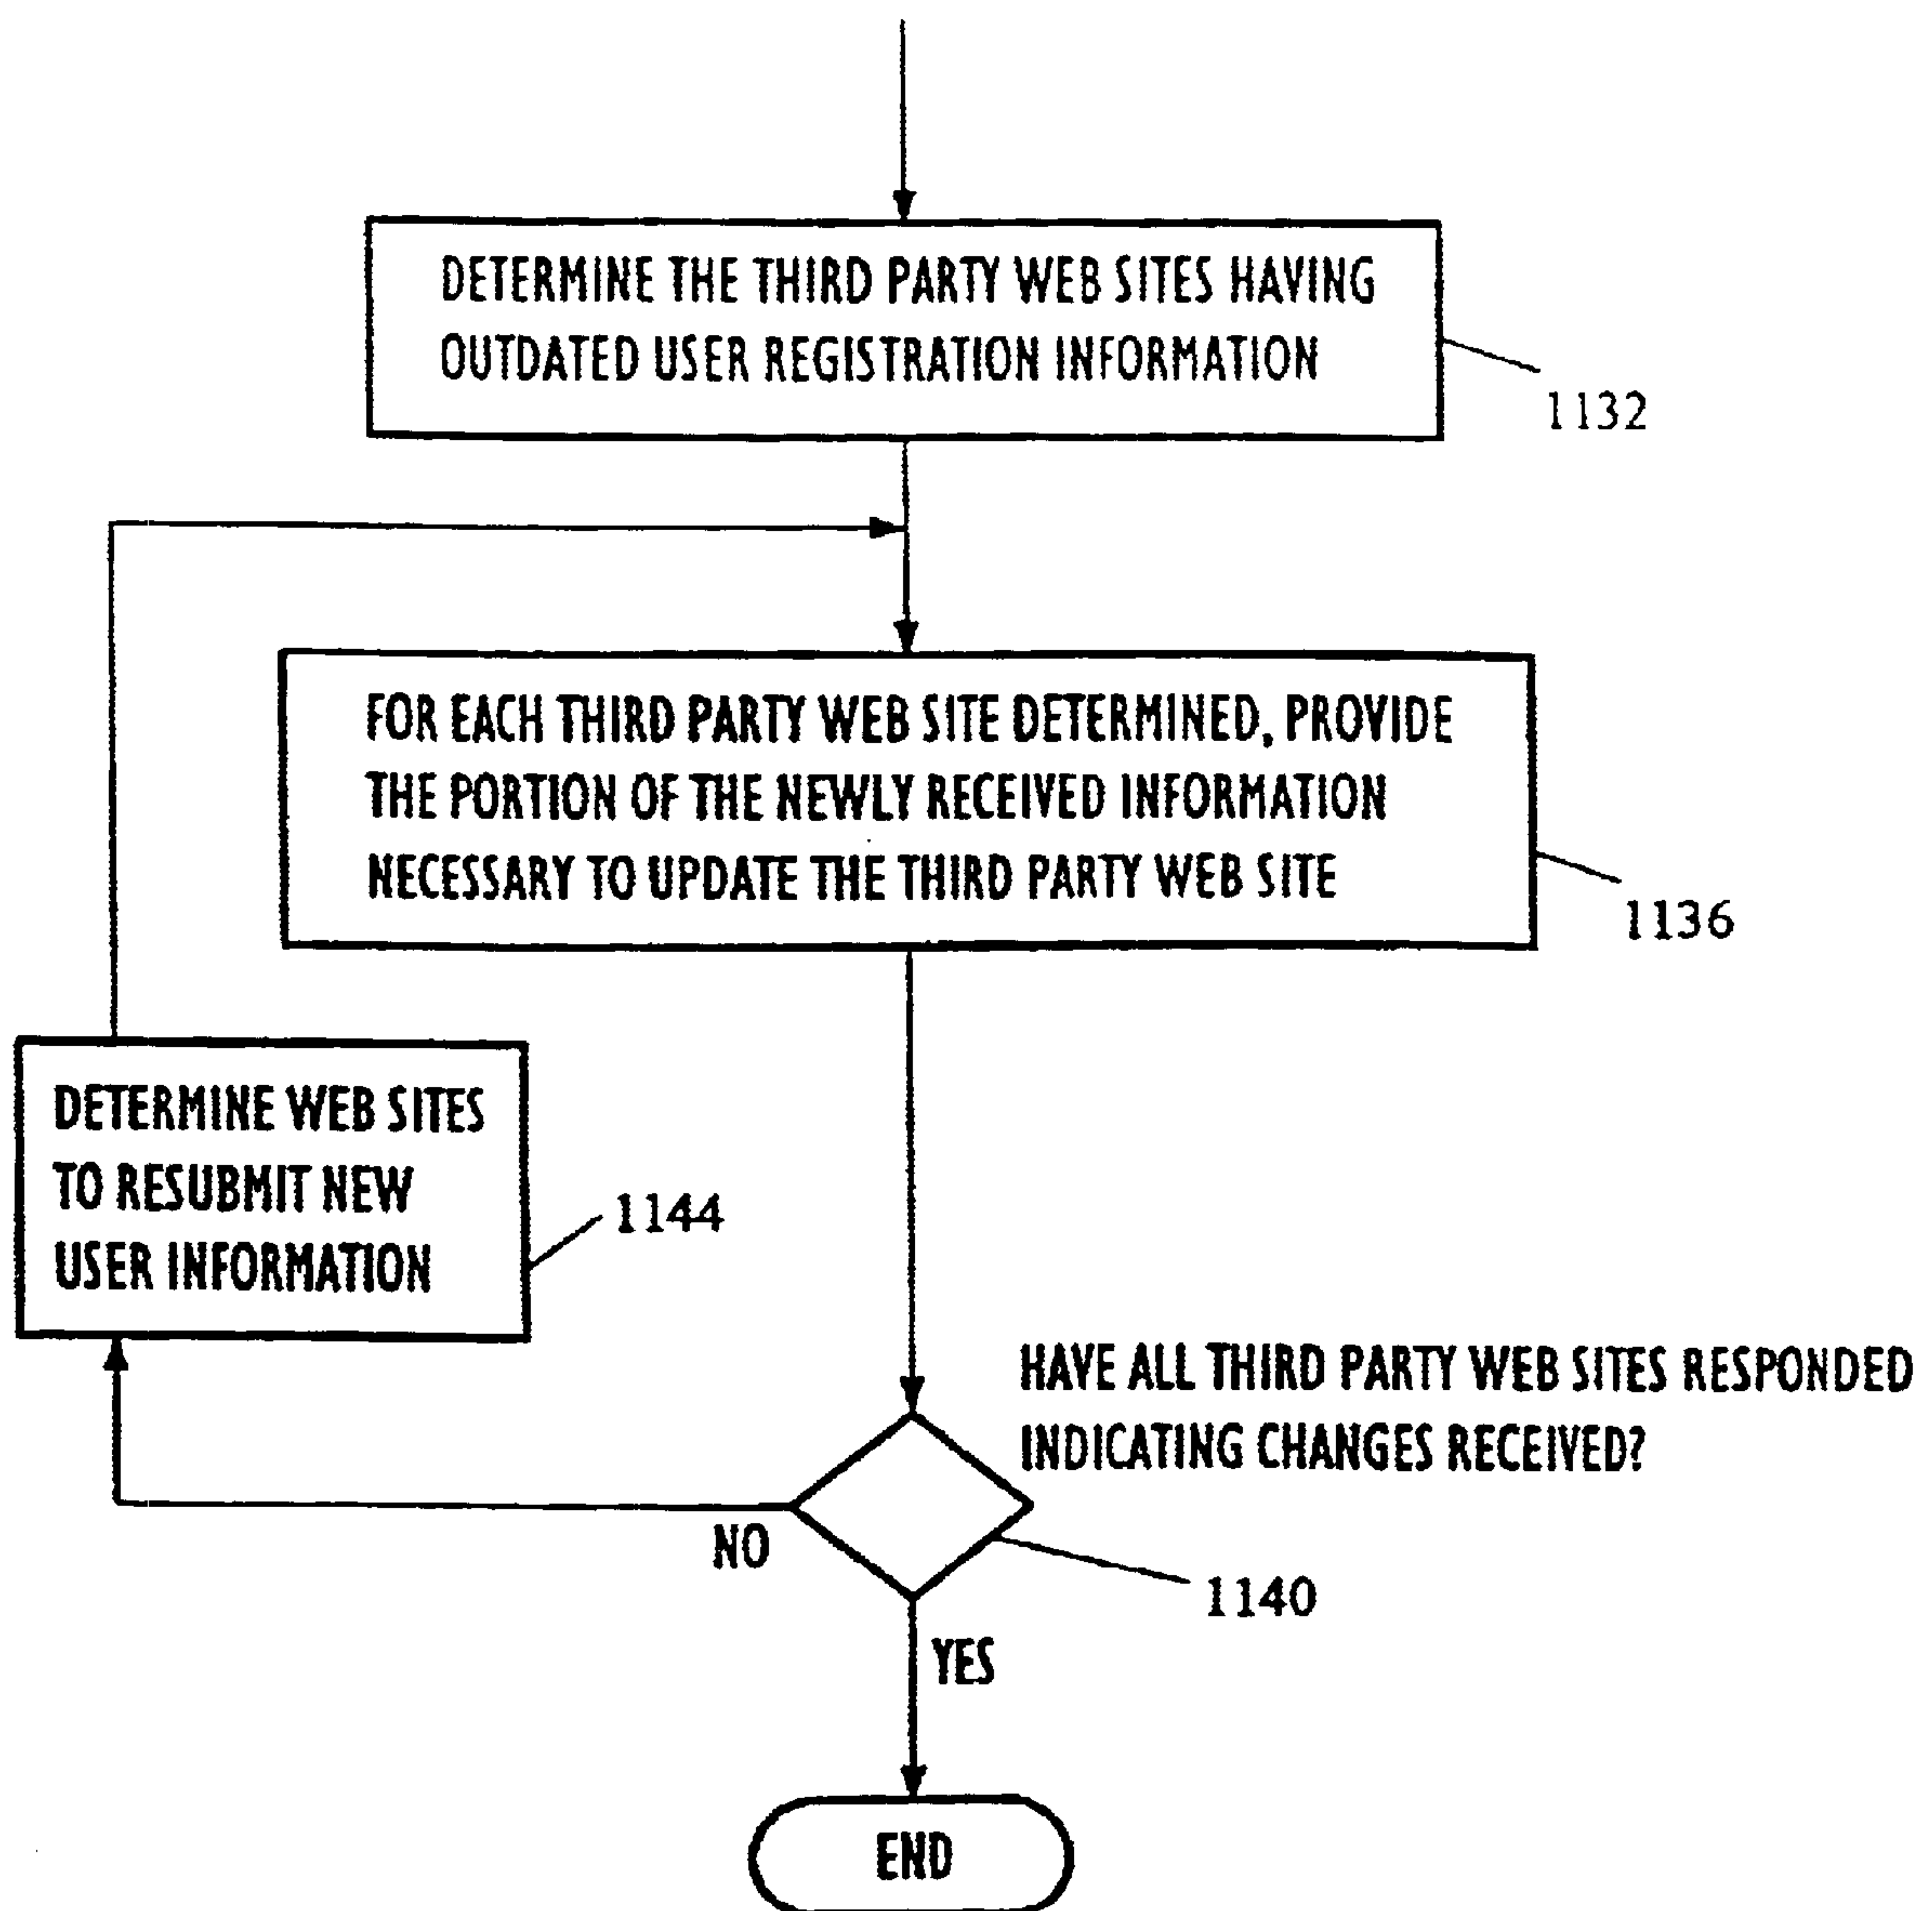 DETERMINE THE THIRD PARTY WEB SITES HAVING
OUTDATED USER REGISTRATION INFORMATION
1132
FOR EACH THIRD PARTY WEB SITE DETERMINED, PROVIDE
THE PORTION OF THE NEWLY RECEIVED INFORMATION
NECESSARY TO UPDATE THE THIRD PARTY WEB SITE
1136
DETERMINE WEB SITES
TO RESUBMIT NEW
USER INFORMATION
1144
HAVE ALL THIRD PARTY WEB SITES RESPONDED
INDICATING CHANGES RECEIVED?
NO
1140
YES
END